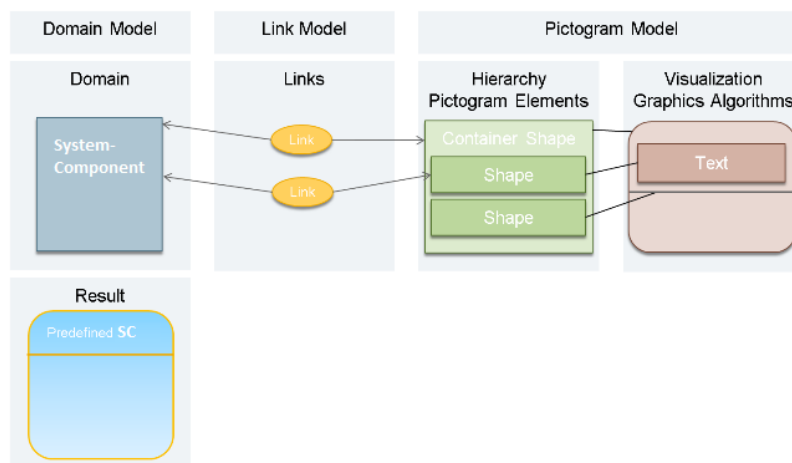 Domain Model
Link Model
Pictogram Model
Domain
Links
Hierarchy
Pictogram Elements
Visualization
Graphics Algorithms
System-
Component
Link
Link
Container Shape
Shape
Shape
Text
Result
Predefined SC